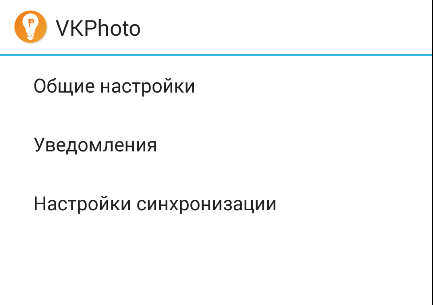 VKPhoto
Общие настройки
Уведомления
Настройки синхронизации